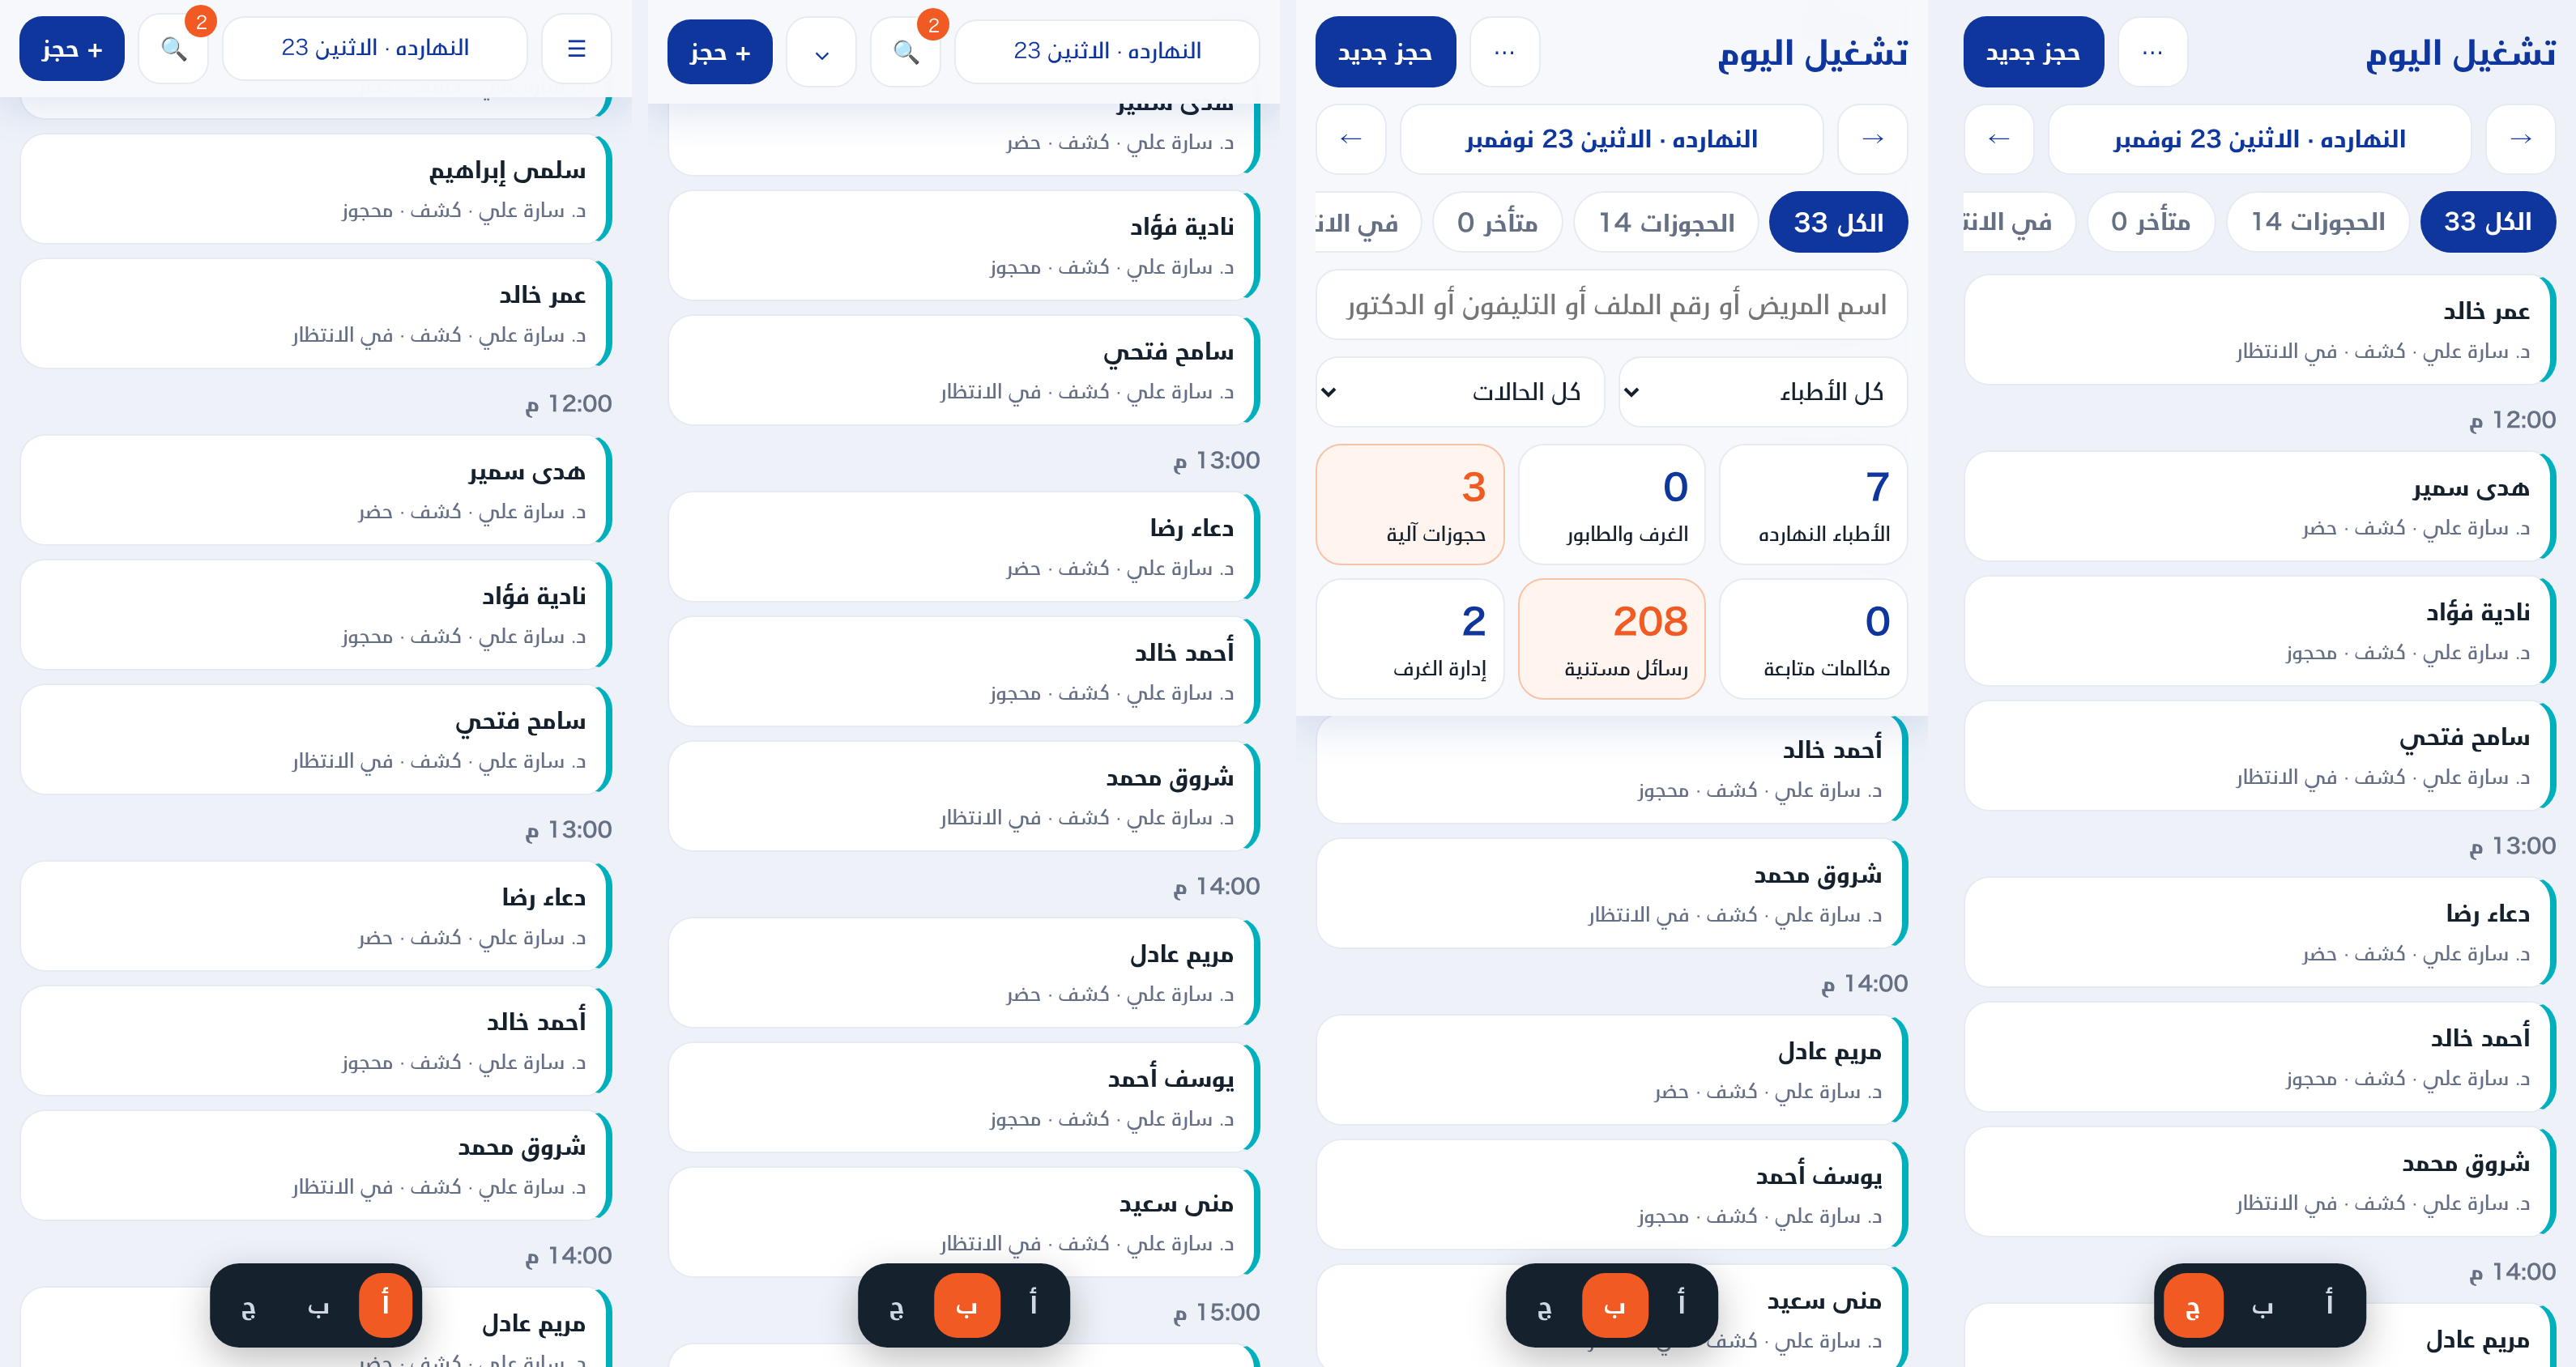 ☰ النهارده · الاثنين 23 🔍 2 + حجز
سلمى إبراهيم
د. سارة علي · كشف · محجوز
عمر خالد
د. سارة علي · كشف · في الانتظار
12:00 م
هدى سمير
د. سارة علي · كشف · حضر
نادية فؤاد
د. سارة علي · كشف · محجوز
سامح فتحي
د. سارة علي · كشف · في الانتظار
13:00 م
دعاء رضا
د. سارة علي · كشف · حضر
أحمد خالد
د. سارة علي · كشف · محجوز
شروق محمد
د. سارة علي · كشف · في الانتظار
14:00 م
مريم عادل
د. سارة علي · كشف · حضر
أ ب ج
النهارده · الاثنين 23 🔍 2 + حجز
هدى سمير
د. سارة علي · كشف · حضر
نادية فؤاد
د. سارة علي · كشف · محجوز
سامح فتحي
د. سارة علي · كشف · في الانتظار
13:00 م
دعاء رضا
د. سارة علي · كشف · حضر
أحمد خالد
د. سارة علي · كشف · محجوز
شروق محمد
د. سارة علي · كشف · في الانتظار
14:00 م
مريم عادل
د. سارة علي · كشف · حضر
يوسف أحمد
د. سارة علي · كشف · محجوز
منى سعيد
د. سارة علي · كشف · في الانتظار
15:00 م
أ ب ج
تشغيل اليوم ... حجز جديد
→ النهارده · الاثنين 23 نوفمبر ←
الكل 33 الحجوزات 14 متأخر 0 في
اسم المريض أو رقم الملف أو التليفون أو الدكتور
كل الأطباء كل الحالات
7 0 3
الأطباء النهارده الغرف والطابور حجوزات آلية
0 208 2
مكالمات متابعة رسائل مستنية إدارة الغرف
أحمد خالد
د. سارة علي · كشف · محجوز
شروق محمد
د. سارة علي · كشف · في الانتظار
14:00 م
مريم عادل
د. سارة علي · كشف · حضر
يوسف أحمد
د. سارة علي · كشف · محجوز
منى سعيد
د. سارة علي · كشف
أ ب ج
تشغيل اليوم ... حجز جديد
→ النهارده · الاثنين 23 نوفمبر ←
الكل 33 الحجوزات 14 متأخر 0 في
عمر خالد
د. سارة علي · كشف · في الانتظار
12:00 م
هدى سمير
د. سارة علي · كشف · حضر
نادية فؤاد
د. سارة علي · كشف · محجوز
سامح فتحي
د. سارة علي · كشف · في الانتظار
13:00 م
دعاء رضا
د. سارة علي · كشف · حضر
أحمد خالد
د. سارة علي · كشف · محجوز
شروق محمد
د. سارة علي · كشف · في الانتظار
14:00 م
مريم عادل
أ ب ج